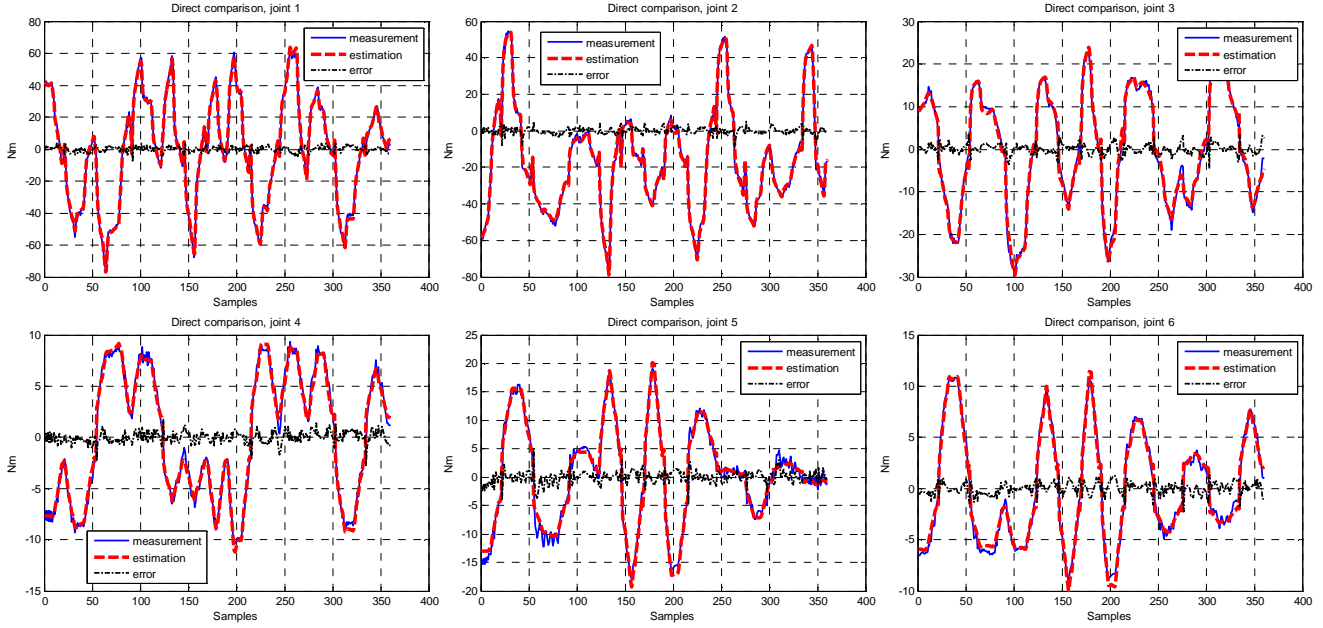 Direct comparison, joint 1
80
60
40
20
0
-20
-40
-60
-80
Nm
measurement
estimation
error
0 50 100 150 200 250 300 350 400
Samples
Direct comparison, joint 2
60
40
20
0
-20
-40
-60
-80
Nm
measurement
estimation
error
0 50 100 150 200 250 300 350 400
Samples
Direct comparison, joint 3
30
20
10
0
-10
-20
-30
Nm
measurement
estimation
error
0 50 100 150 200 250 300 350 400
Samples
Direct comparison, joint 4
10
5
0
-5
-10
-15
Nm
measurement
estimation
error
0 50 100 150 200 250 300 350 400
Samples
Direct comparison, joint 5
25
20
15
10
5
0
-5
-10
-15
-20
Nm
measurement
estimation
error
0 50 100 150 200 250 300 350 400
Samples
Direct comparison, joint 6
15
10
5
0
-5
-10
Nm
measurement
estimation
error
0 50 100 150 200 250 300 350 400
Samples